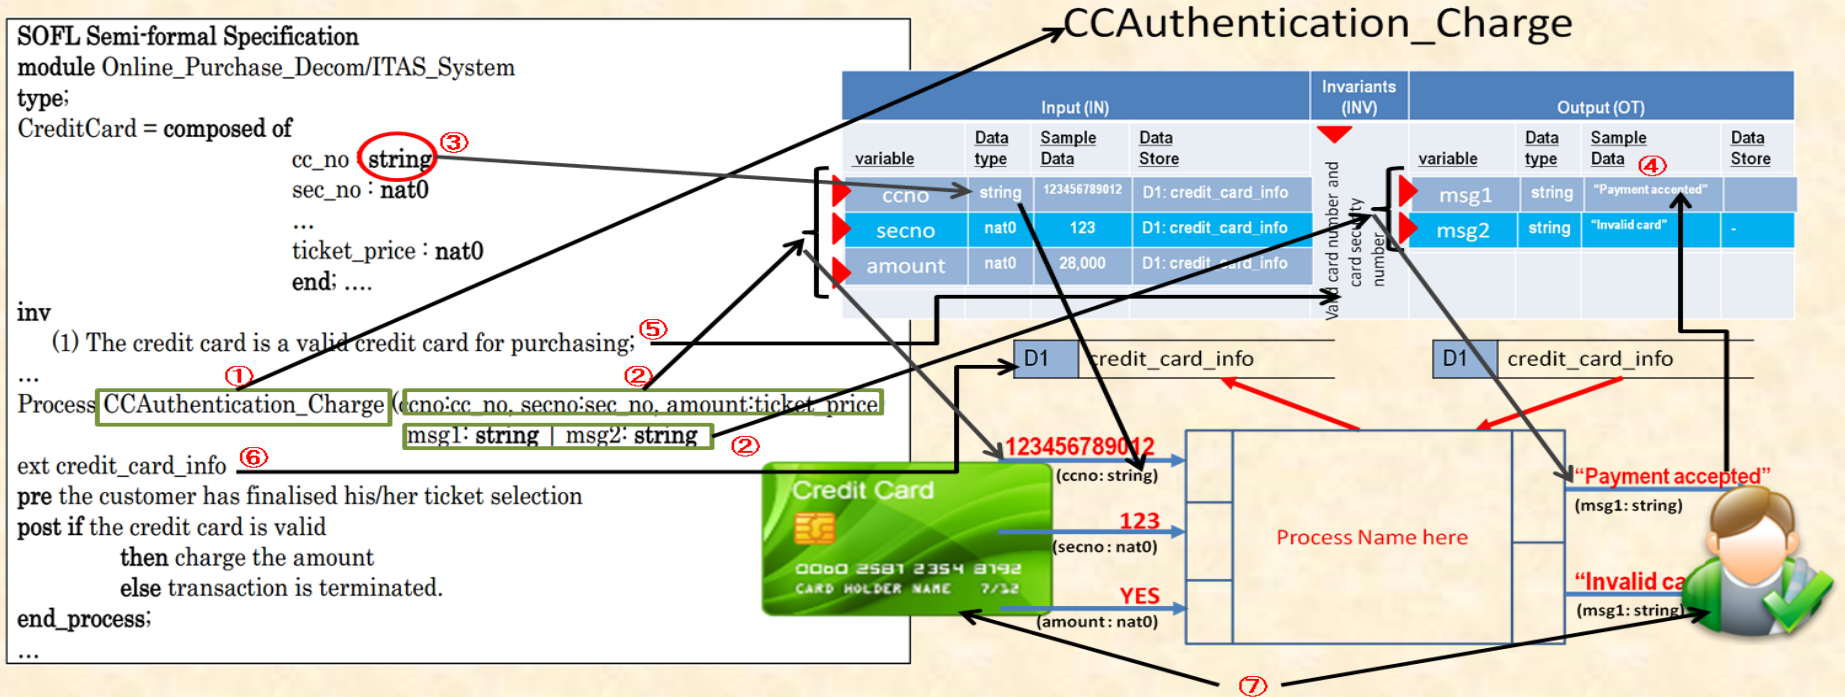 SOFL Semi-formal Specification
module Online_Purchase_Decom/ITAS_System
type;
CreditCard = composed of
cc_no : string ③
sec_no : nat0
...
ticket_price : nat0
end; ....
inv
(1) The credit card is a valid credit card for purchasing; ⑤
...
① ②
Process CCAuthentication_Charge (ccno:cc_no, secno:sec_no, amount:ticket_price)
msg1: string | msg2: string ②
ext credit_card_info ⑥
pre the customer has finalised his/her ticket selection
post if the credit card is valid
then charge the amount
else transaction is terminated.
end_process;
...
CCAuthentication_Charge
Input (IN)
Invariants (INV)
Output (OT)
variable
Data type
Sample Data
Data Store
variable
Data type
Sample Data ④
Data Store
ccno string 123456789012 D1: credit_card_info
secno nat0 123 D1: credit_card_info
amount nat0 28,000 D1: credit_card_info
Valid card number and
card security
number
msg1 string "Payment accepted"
msg2 string "Invalid card" -
D1 credit_card_info
D1 credit_card_info
123456789012
(ccno: string)
123
(secno : nat0)
YES
(amount : nat0)
Credit Card
0060 2581 2354 8192
CARD HOLDER NAME 7/32
Process Name here
"Payment accepted"
(msg1: string)
"Invalid ca
(msg1: string)
⑦